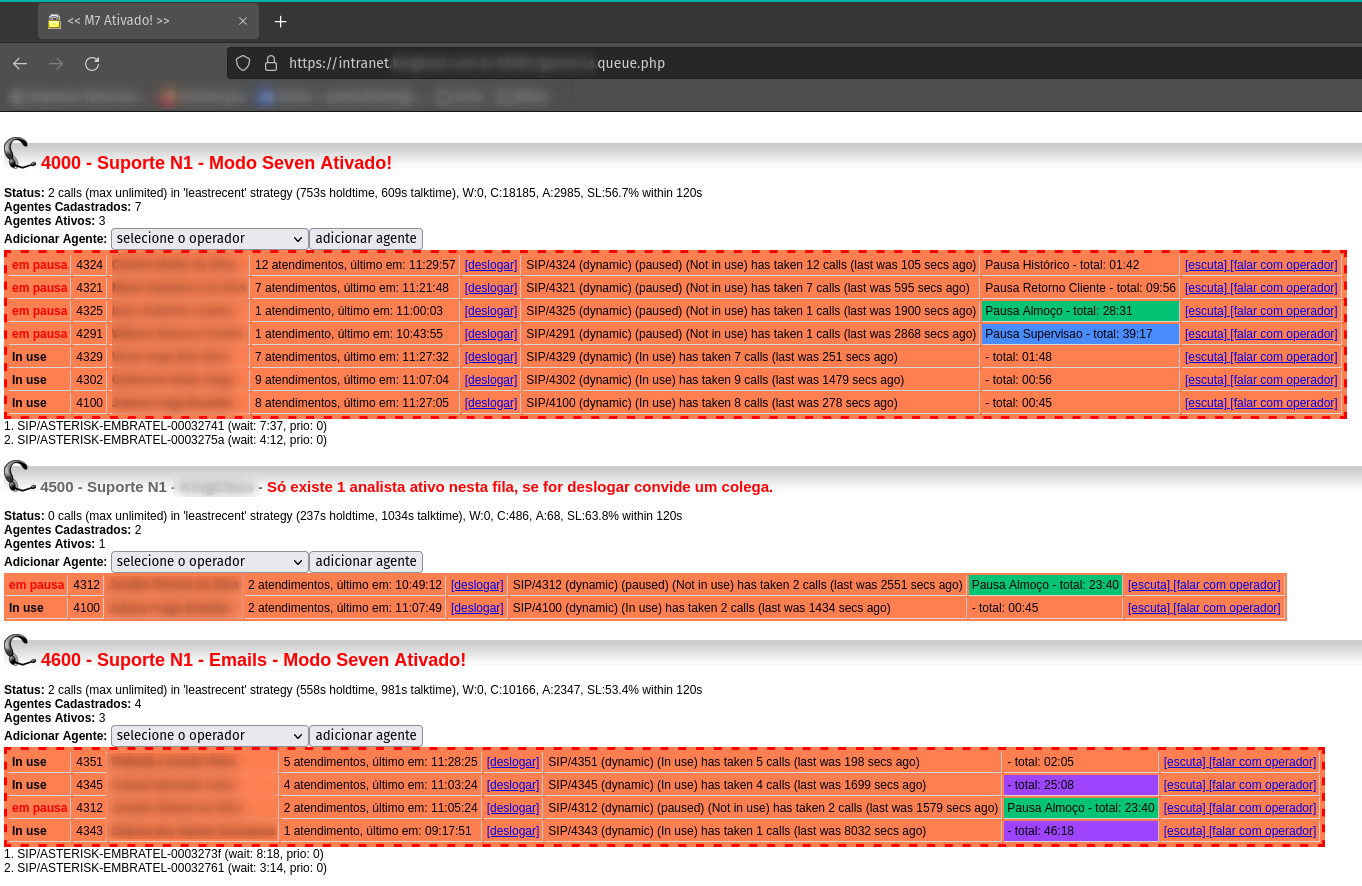 << M7 Ativado! >>
https://intranet. .queue.php
4000 - Suporte N1 - Modo Seven Ativado!
Status: 2 calls (max unlimited) in 'leastrecent' strategy (753s holdtime, 609s talktime), W:0, C:18185, A:2985, SL:56.7% within 120s
Agentes Cadastrados: 7
Agentes Ativos: 3
Adicionar Agente: selecione o operador adicionar agente
em pausa 4324 12 atendimentos, último em: 11:29:57 [deslogar] SIP/4324 (dynamic) (paused) (Not in use) has taken 12 calls (last was 105 secs ago) Pausa Histórico - total: 01:42 [escuta] [falar com operador]
em pausa 4321 7 atendimentos, último em: 11:21:48 [deslogar] SIP/4321 (dynamic) (paused) (Not in use) has taken 7 calls (last was 595 secs ago) Pausa Retorno Cliente - total: 09:56 [escuta] [falar com operador]
em pausa 4325 1 atendimento, último em: 11:00:03 [deslogar] SIP/4325 (dynamic) (paused) (Not in use) has taken 1 calls (last was 1900 secs ago) Pausa Almoço - total: 28:31 [escuta] [falar com operador]
em pausa 4291 1 atendimento, último em: 10:43:55 [deslogar] SIP/4291 (dynamic) (paused) (Not in use) has taken 1 calls (last was 2868 secs ago) Pausa Supervisao - total: 39:17 [escuta] [falar com operador]
In use 4329 7 atendimentos, último em: 11:27:32 [deslogar] SIP/4329 (dynamic) (In use) has taken 7 calls (last was 251 secs ago) - total: 01:48 [escuta] [falar com operador]
In use 4302 9 atendimentos, último em: 11:07:04 [deslogar] SIP/4302 (dynamic) (In use) has taken 9 calls (last was 1479 secs ago) - total: 00:56 [escuta] [falar com operador]
In use 4100 8 atendimentos, último em: 11:27:05 [deslogar] SIP/4100 (dynamic) (In use) has taken 8 calls (last was 278 secs ago) - total: 00:45 [escuta] [falar com operador]
1. SIP/ASTERISK-EMBRATEL-00032741 (wait: 7:37, prio: 0)
2. SIP/ASTERISK-EMBRATEL-0003275a (wait: 4:12, prio: 0)
4500 - Suporte N1 - - Só existe 1 analista ativo nesta fila, se for deslogar convide um colega.
Status: 0 calls (max unlimited) in 'leastrecent' strategy (237s holdtime, 1034s talktime), W:0, C:486, A:68, SL:63.8% within 120s
Agentes Cadastrados: 2
Agentes Ativos: 1
Adicionar Agente: selecione o operador adicionar agente
em pausa 4312 2 atendimentos, último em: 10:49:12 [deslogar] SIP/4312 (dynamic) (paused) (Not in use) has taken 2 calls (last was 2551 secs ago) Pausa Almoço - total: 23:40 [escuta] [falar com operador]
In use 4100 2 atendimentos, último em: 11:07:49 [deslogar] SIP/4100 (dynamic) (In use) has taken 2 calls (last was 1434 secs ago) - total: 00:45 [escuta] [falar com operador]
4600 - Suporte N1 - Emails - Modo Seven Ativado!
Status: 2 calls (max unlimited) in 'leastrecent' strategy (558s holdtime, 981s talktime), W:0, C:10166, A:2347, SL:53.4% within 120s
Agentes Cadastrados: 4
Agentes Ativos: 3
Adicionar Agente: selecione o operador adicionar agente
In use 4351 5 atendimentos, último em: 11:28:25 [deslogar] SIP/4351 (dynamic) (In use) has taken 5 calls (last was 198 secs ago) - total: 02:05 [escuta] [falar com operador]
In use 4345 4 atendimentos, último em: 11:03:24 [deslogar] SIP/4345 (dynamic) (In use) has taken 4 calls (last was 1699 secs ago) - total: 25:08 [escuta] [falar com operador]
em pausa 4312 2 atendimentos, último em: 11:05:24 [deslogar] SIP/4312 (dynamic) (paused) (Not in use) has taken 2 calls (last was 1579 secs ago) Pausa Almoço - total: 23:40 [escuta] [falar com operador]
In use 4343 1 atendimento, último em: 09:17:51 [deslogar] SIP/4343 (dynamic) (In use) has taken 1 calls (last was 8032 secs ago) - total: 46:18 [escuta] [falar com operador]
1. SIP/ASTERISK-EMBRATEL-0003273f (wait: 8:18, prio: 0)
2. SIP/ASTERISK-EMBRATEL-00032761 (wait: 3:14, prio: 0)